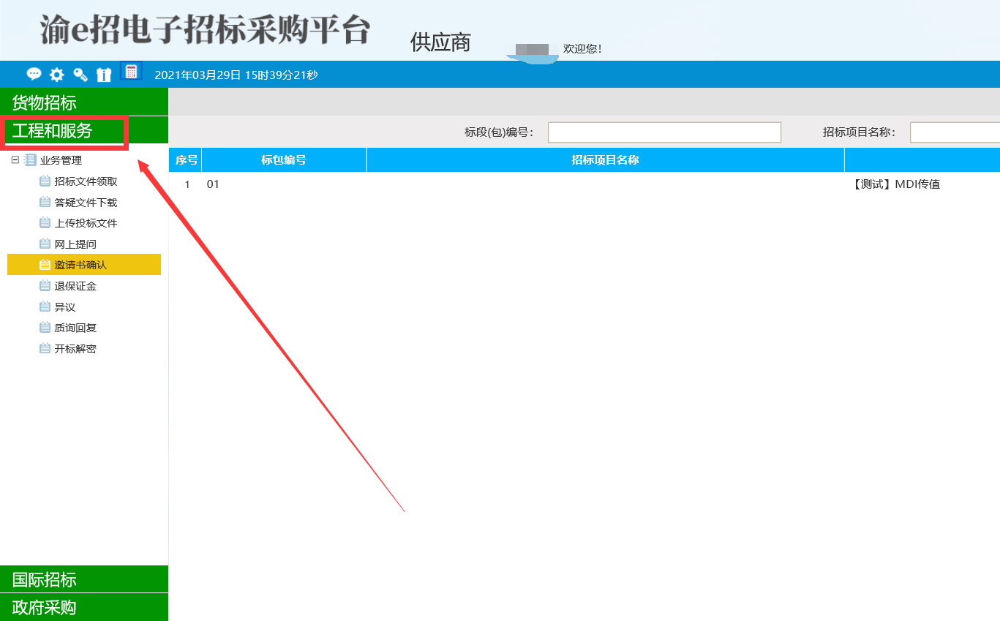 渝e招电子招标采购平台
供应商
欢迎您！
2021年03月29日 15时39分21秒
货物招标
工程和服务
标段(包)编号：
招标项目名称：
业务管理
序号 标包编号 招标项目名称
招标文件领取
1 01 【测试】MDI传值
答疑文件下载
上传投标文件
网上提问
邀请书确认
退保证金
异议
质询回复
开标解密
国际招标
政府采购